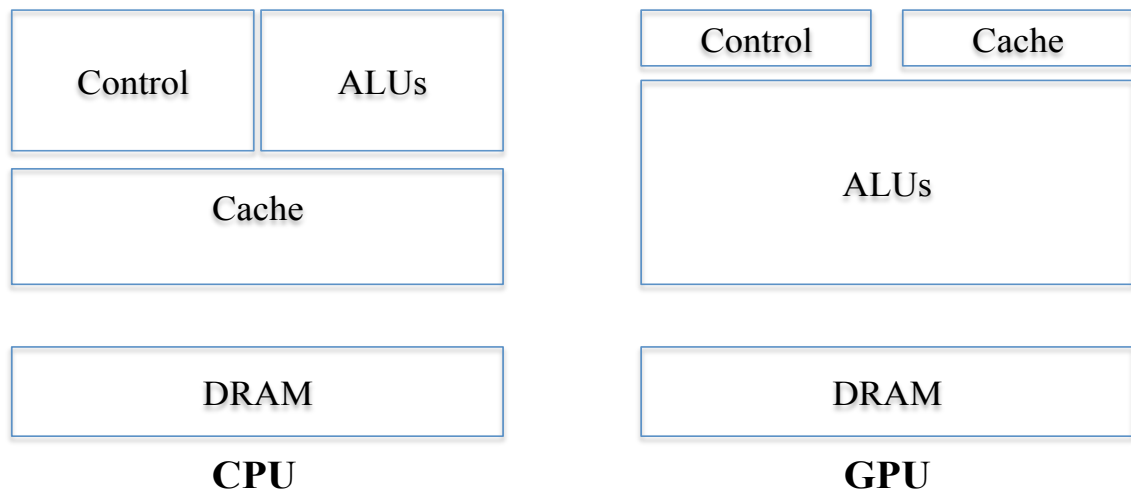 Control
ALUs
Cache
DRAM
CPU
Control
Cache
ALUs
DRAM
GPU